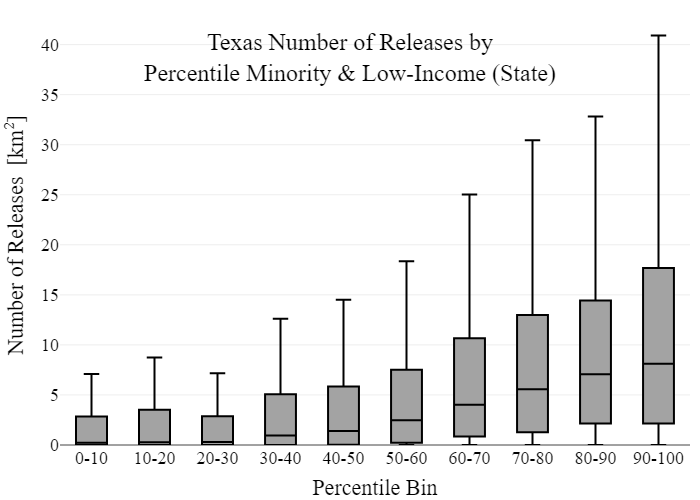 Texas Number of Releases by
Percentile Minority & Low-Income (State)
Number of Releases [km²]
40
35
30
25
20
15
10
5
0
0-10 10-20 20-30 30-40 40-50 50-60 60-70 70-80 80-90 90-100
Percentile Bin